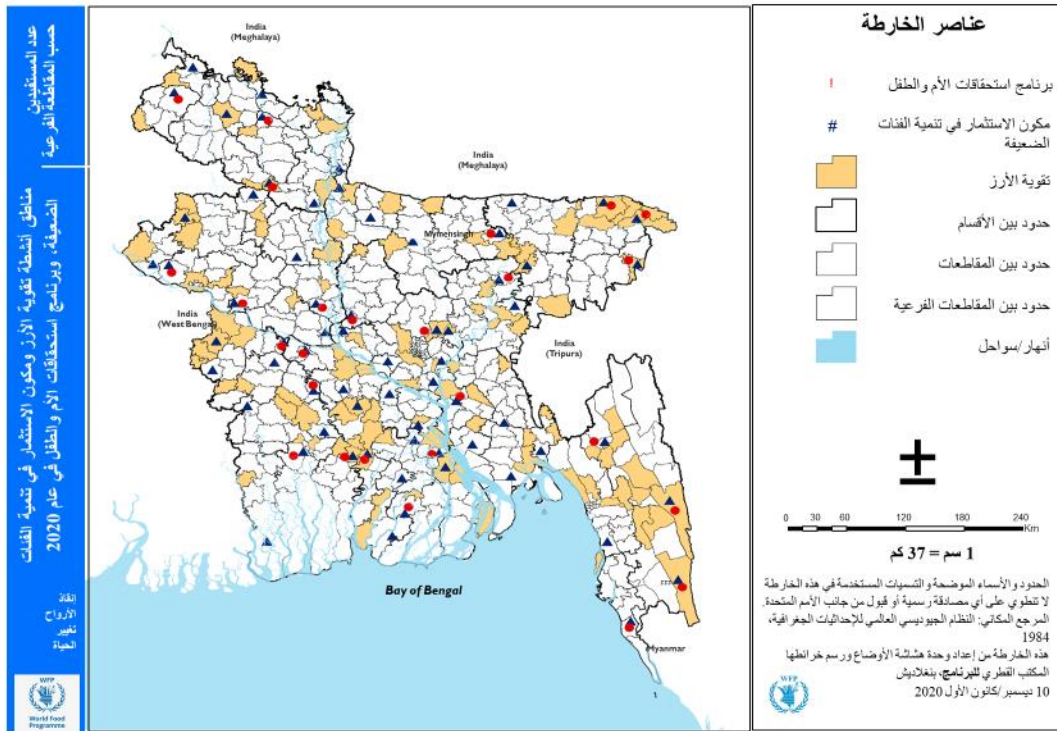 عدد المستفيدين
حسب المقاطعة الفرعية
مناطق أنشطة تقوية الأرز ومكون الاستثمار في تنمية الفئات
الضعيفة، وبرنامج استحقاقات الأم والطفل في عام 2020
إنقاذ
الأرواح
تغيير
الحياة
WFP
World Food
Programme
India
(Meghalaya)
India
(Meghalaya)
India
(Meghalaya)
Mymensingh
India
(West Bengal)
India
(Tripura)
Bay of Bengal
Myanmar
عناصر الخارطة
! برنامج استحقاقات الأم والطفل
# مكون الاستثمار في تنمية الفئات
الضعيفة
تقوية الأرز
حدود بين الأقسام
حدود بين المقاطعات
حدود بين المقاطعات الفرعية
أنهار/سواحل
±
0 30 60 120 180 240
Km
1 سم = 37 كم
الحدود والأسماء الموضحة والتسميات المستخدمة في هذه الخارطة
لا تنطوي على أي مصادقة رسمية أو قبول من جانب الأمم المتحدة.
المرجع المكاني: النظام الجيوديسي العالمي للإحداثيات الجغرافية،
1984
هذه الخارطة من إعداد وحدة هشاشة الأوضاع ورسم خرائطها
المكتب القطري للبرنامج، بنغلاديش
10 ديسمبر/كانون الأول 2020
WFP